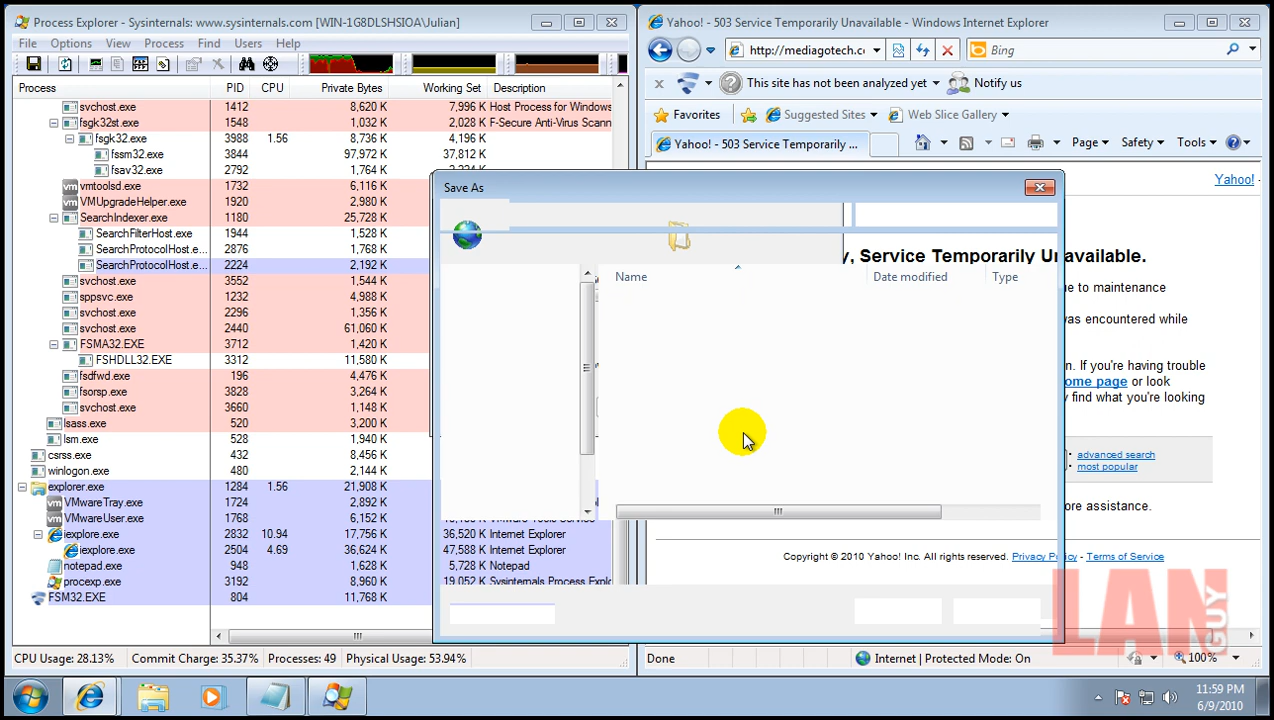 Process Explorer - Sysinternals: www.sysinternals.com [WIN-1G8DLSHSIOA\Julian]
File Options View Process Find Users Help
Process PID CPU Private Bytes Working Set Description
svchost.exe 1412 8,620 K 7,996 K Host Process for Windows
fsgk32st.exe 1548 1,032 K 2,028 K F-Secure Anti-Virus Scann
fsgk32.exe 3988 1.56 8,736 K 4,196 K
fssm32.exe 3844 97,972 K 37,812 K
fsav32.exe 2792 1,764 K 2,740 K
vmtoolsd.exe 1732 6,116 K
VMUpgradeHelper.exe 1920 2,980 K
SearchIndexer.exe 1180 25,728 K
SearchFilterHost.exe 1944 1,528 K
SearchProtocolHost.e... 2876 1,768 K
SearchProtocolHost.e... 2224 2,192 K
svchost.exe 3552 1,544 K
sppsvc.exe 1232 4,988 K
svchost.exe 2296 1,356 K
svchost.exe 2440 61,060 K
FSMA32.EXE 3712 1,420 K
FSHDLL32.EXE 3312 11,580 K
fsdfwd.exe 196 4,476 K
fsorsp.exe 3828 3,264 K
svchost.exe 3660 1,148 K
lsass.exe 532 3,200 K
lsm.exe 528 1,940 K
csrss.exe 432 8,456 K
winlogon.exe 480 2,144 K
explorer.exe 1284 1.56 21,908 K
VMwareTray.exe 1724 2,892 K
VMwareUser.exe 1768 6,152 K VMware Tools Service
iexplore.exe 2832 10.94 17,756 K 36,520 K Internet Explorer
iexplore.exe 2504 4.69 36,624 K 47,588 K Internet Explorer
notepad.exe 948 1,628 K 5,728 K Notepad
procexp.exe 3192 8,960 K 19,052 K Sysinternals Process Explo
FSM32.EXE 804 11,768 K
CPU Usage: 28.13% Commit Charge: 35.37% Processes: 49 Physical Usage: 53.94%
Yahoo! - 503 Service Temporarily Unavailable - Windows Internet Explorer
http://mediagotech.c
Bing
This site has not been analyzed yet
Notify us
Favorites Suggested Sites Web Slice Gallery
Yahoo! - 503 Service Temporarily ...
Page Safety Tools
Yahoo!
y, Service Temporarily Unavailable.
ue to maintenance
was encountered while
n. If you're having trouble
ome page or look
y find what you're looking
advanced search
most popular
ore assistance.
Copyright © 2010 Yahoo! Inc. All rights reserved. Privacy Policy - Terms of Service
Done
Internet | Protected Mode: On
100%
Save As
Name Date modified Type
LAN
GUY
11:59 PM
6/9/2010